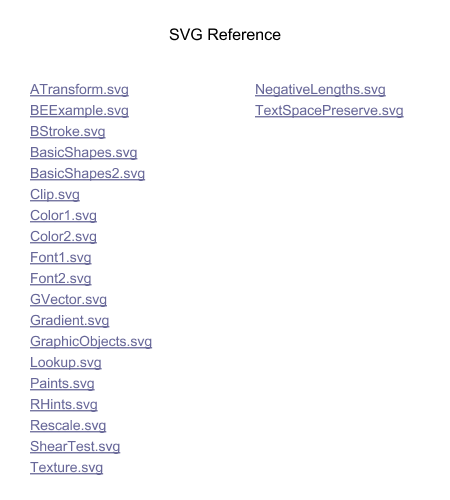 SVG Reference
ATransform.svg
BEExample.svg
BStroke.svg
BasicShapes.svg
BasicShapes2.svg
Clip.svg
Color1.svg
Color2.svg
Font1.svg
Font2.svg
GVector.svg
Gradient.svg
GraphicObjects.svg
Lookup.svg
Paints.svg
RHints.svg
Rescale.svg
ShearTest.svg
Texture.svg
NegativeLengths.svg
TextSpacePreserve.svg